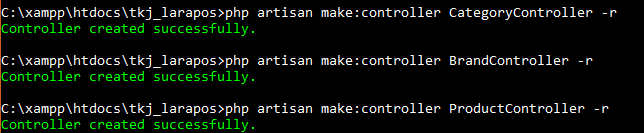 C:\xampp\htdocs\tkj_larapos>php artisan make:controller CategoryController -r
Controller created successfully.
C:\xampp\htdocs\tkj_larapos>php artisan make:controller BrandController -r
Controller created successfully.
C:\xampp\htdocs\tkj_larapos>php artisan make:controller ProductController -r
Controller created successfully.